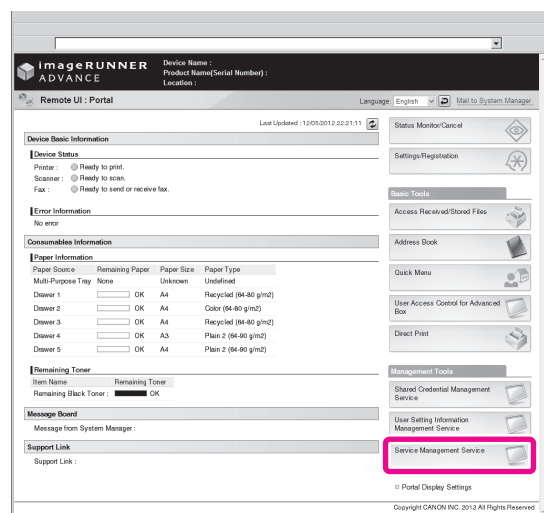 imageRUNNER
ADVANCE
Device Name :
Product Name(Serial Number) :
Location :
Remote UI : Portal
Language: English
Mail to System Manager
Last Updated : 12/05/2012 22:21:11
Device Basic Information
Device Status
Printer : Ready to print.
Scanner : Ready to scan.
Fax : Ready to send or receive fax.
Error Information
No error
Consumables Information
Paper Information
Paper Source Remaining Paper Paper Size Paper Type
Multi-Purpose Tray None Unknown Undefined
Drawer 1 OK A4 Recycled (64-80 g/m2)
Drawer 2 OK A4 Color (64-80 g/m2)
Drawer 3 OK A4 Recycled (64-80 g/m2)
Drawer 4 OK A3 Plain 2 (64-90 g/m2)
Drawer 5 OK A4 Plain 2 (64-90 g/m2)
Remaining Toner
Item Name Remaining Toner
Remaining Black Toner : OK
Message Board
Message from System Manager :
Support Link
Support Link :
Status Monitor/Cancel
Settings/Registration
Basic Tools
Access Received/Stored Files
Address Book
Quick Menu
User Access Control for Advanced
Box
Direct Print
Management Tools
Shared Credential Management
Service
User Setting Information
Management Service
Service Management Service
Portal Display Settings
Copyright CANON INC. 2013 All Rights Reserved